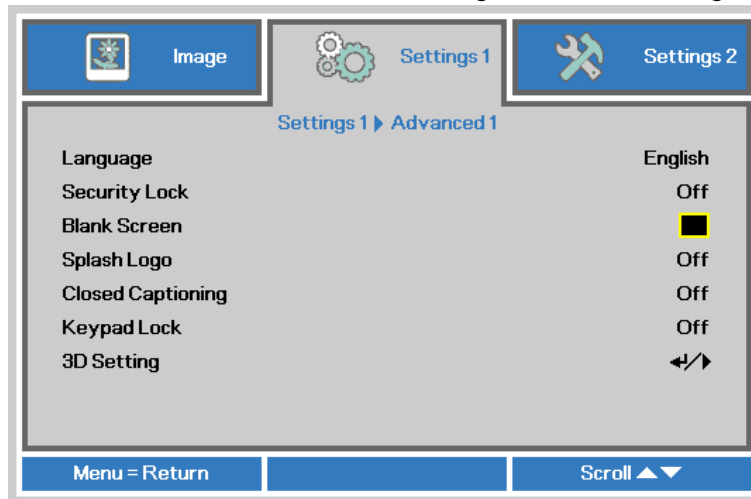 Image
Settings 1
Settings 2
Settings 1 Advanced 1
Language English
Security Lock Off
Blank Screen
Splash Logo Off
Closed Captioning Off
Keypad Lock Off
3D Setting /
Menu = Return
Scroll